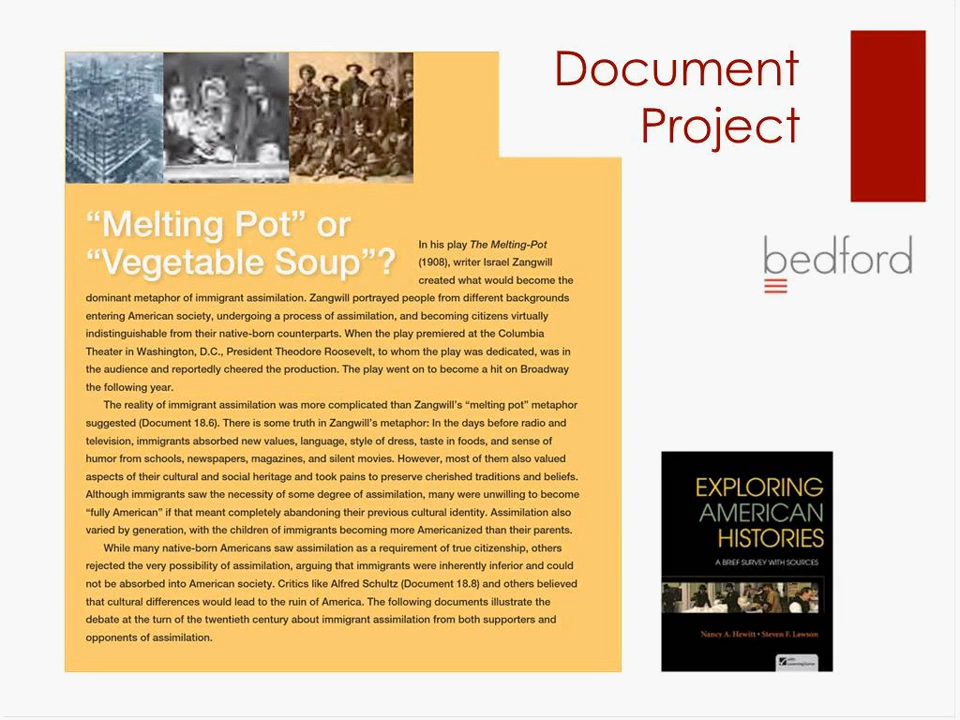 Document
Project
“Melting Pot” or
“Vegetable Soup”?
In his play The Melting-Pot
(1908), writer Israel Zangwill
created what would become the
dominant metaphor of immigrant assimilation. Zangwill portrayed people from different backgrounds
entering American society, undergoing a process of assimilation, and becoming citizens virtually
indistinguishable from their native-born counterparts. When the play premiered at the Columbia
Theater in Washington, D.C., President Theodore Roosevelt, to whom the play was dedicated, was in
the audience and reportedly cheered the production. The play went on to become a hit on Broadway
the following year.
The reality of immigrant assimilation was more complicated than Zangwill’s “melting pot” metaphor
suggested (Document 18.6). There is some truth in Zangwill’s metaphor: In the days before radio and
television, immigrants absorbed new values, language, style of dress, taste in foods, and sense of
humor from schools, newspapers, magazines, and silent movies. However, most of them also valued
aspects of their cultural and social heritage and took pains to preserve cherished traditions and beliefs.
Although immigrants saw the necessity of some degree of assimilation, many were unwilling to become
“fully American” if that meant completely abandoning their previous cultural identity. Assimilation also
varied by generation, with the children of immigrants becoming more Americanized than their parents.
While many native-born Americans saw assimilation as a requirement of true citizenship, others
rejected the very possibility of assimilation, arguing that immigrants were inherently inferior and could
not be absorbed into American society. Critics like Alfred Schultz (Document 18.8) and others believed
that cultural differences would lead to the ruin of America. The following documents illustrate the
debate at the turn of the twentieth century about immigrant assimilation from both supporters and
opponents of assimilation.
bedford
EXPLORING
AMERICAN
HISTORIES
A BRIEF SURVEY WITH SOURCES
Nancy A. Hewitt • Steven F. Lawson